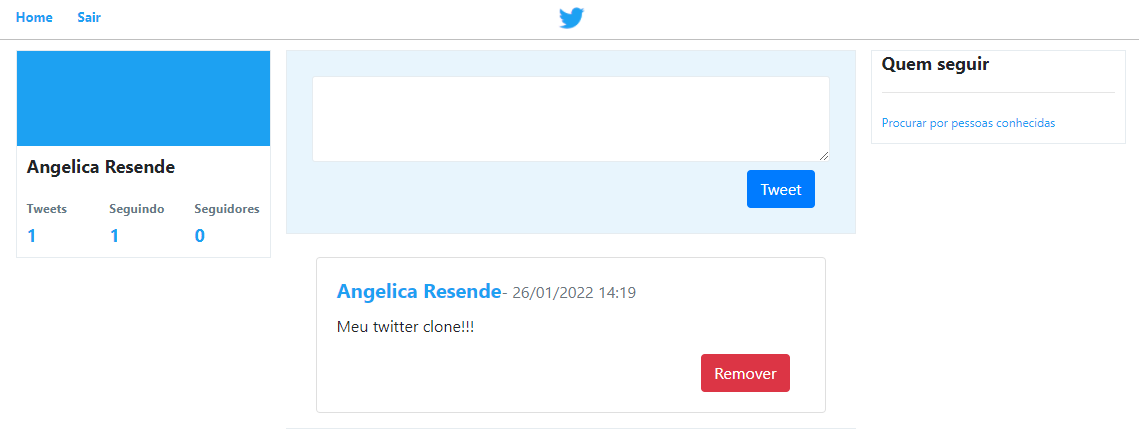 Home Sair
Angelica Resende
Tweets Seguindo Seguidores
1 1 0
Tweet
Angelica Resende- 26/01/2022 14:19
Meu twitter clone!!!
Remover
Quem seguir
Procurar por pessoas conhecidas